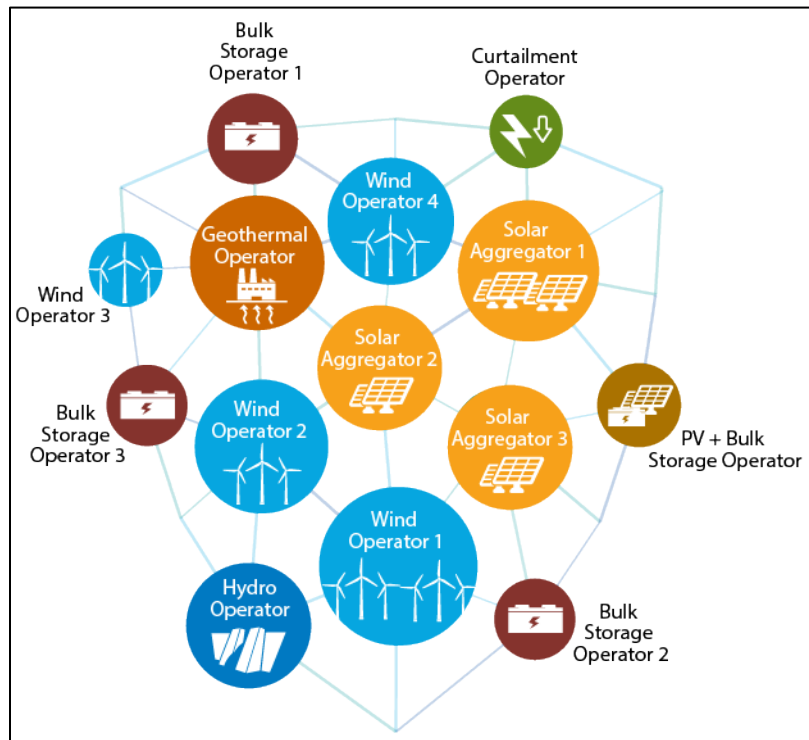 Bulk
Storage
Operator 1
Curtailment
Operator
Wind
Operator 4
Geothermal
Operator
Solar
Aggregator 1
Wind
Operator 3
Solar
Aggregator 2
Bulk
Storage
Operator 3
Wind
Operator 2
Solar
Aggregator 3
PV + Bulk
Storage Operator
Wind
Operator 1
Hydro
Operator
Bulk
Storage
Operator 2